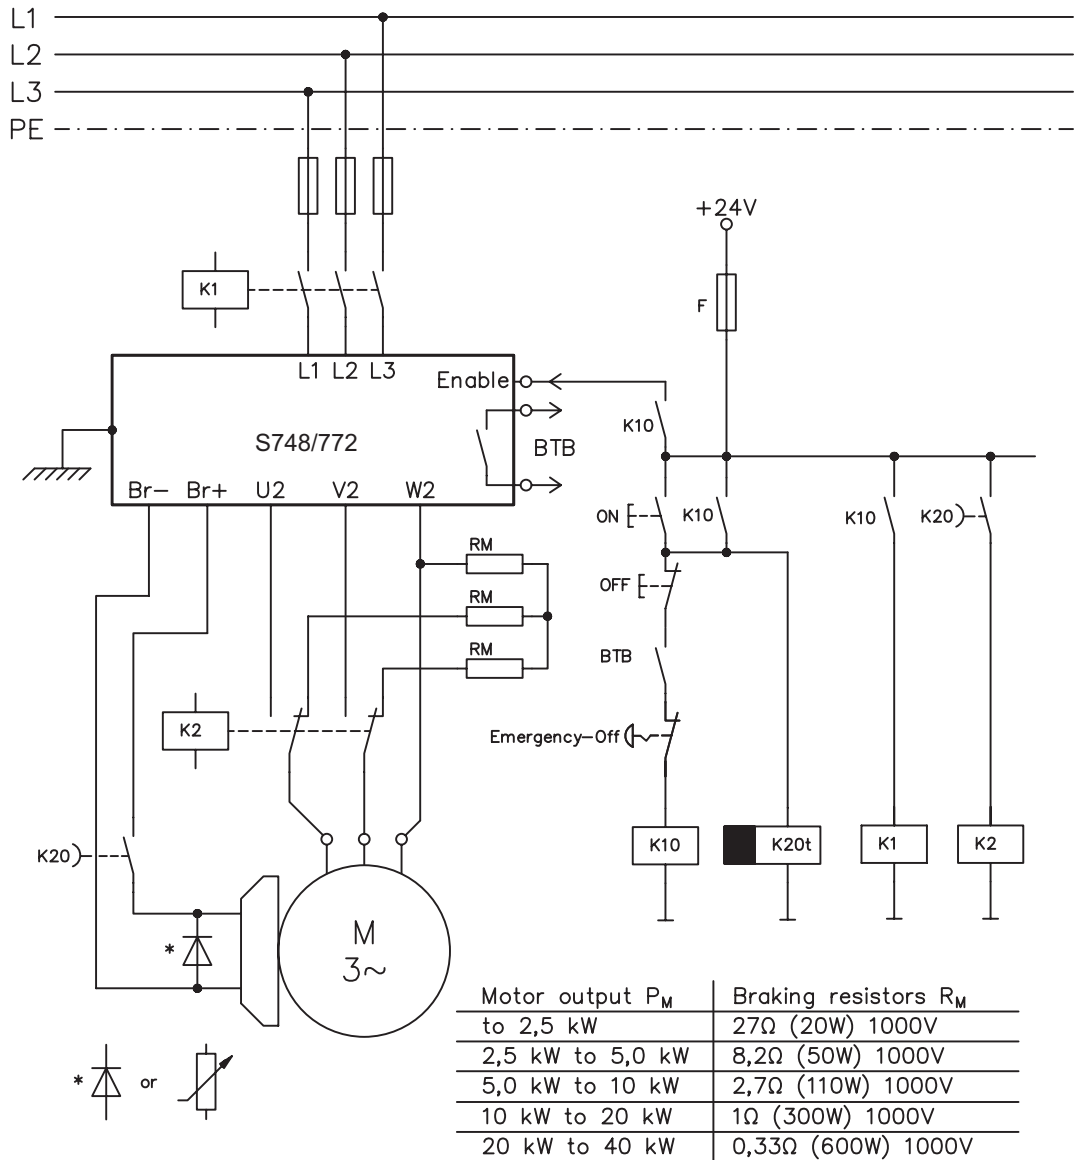 L1
L2
L3
PE
+24V
K1
F
L1 L2 L3
Enable
K10
S748/772
BTB
Br− Br+ U2 V2 W2
ON
K10
K10
K20
RM
OFF
RM
RM
BTB
K2
Emergency−Off
K20
K10
K20t
K1
K2
M
3~
*
Motor output PM Braking resistors RM
to 2,5 kW 27Ω (20W) 1000V
2,5 kW to 5,0 kW 8,2Ω (50W) 1000V
5,0 kW to 10 kW 2,7Ω (110W) 1000V
10 kW to 20 kW 1Ω (300W) 1000V
20 kW to 40 kW 0,33Ω (600W) 1000V
* or